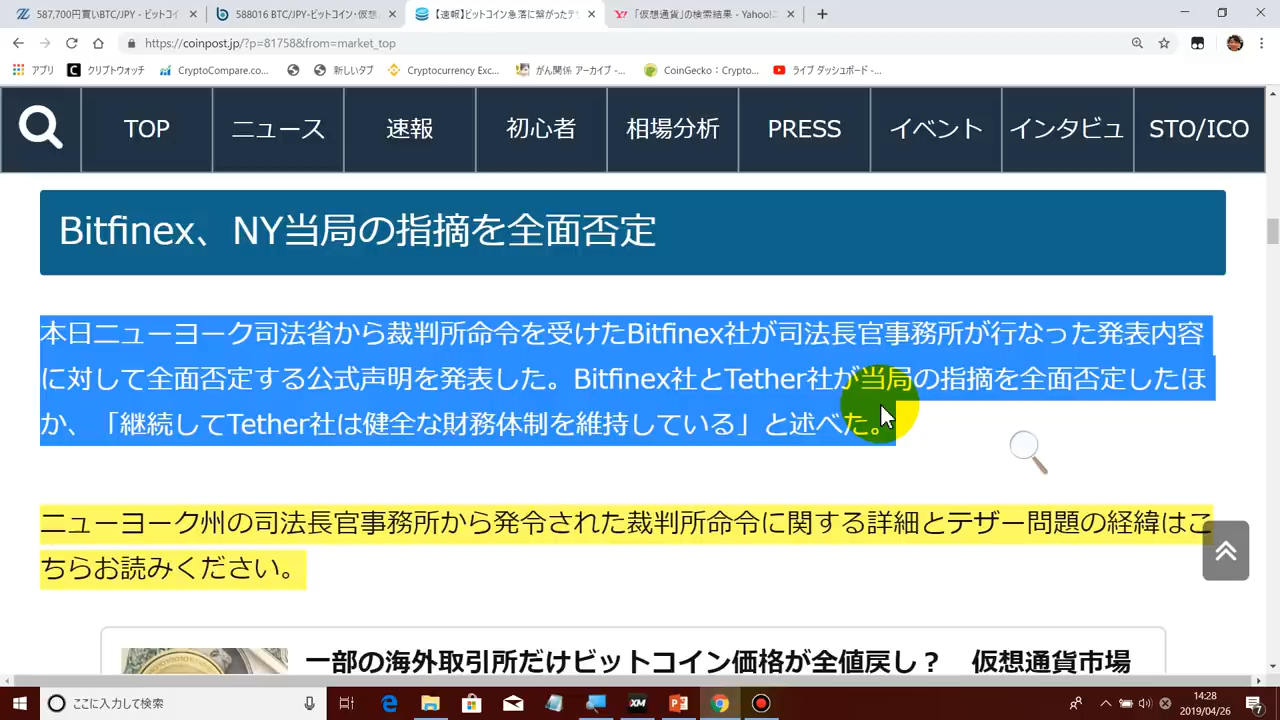 587,700円買いBTC/JPY - ビットコイ
588016 BTC/JPY-ビットコイン・仮想
【速報】ビットコイン急落に繋がったテザ
「仮想通貨」の検索結果 - Yahoo!ニ
https://coinpost.jp/?p=81758&from=market_top
アプリ
クリプトウォッチ
CryptoCompare.co...
新しいタブ
Cryptocurrency Exc...
がん関係 アーカイブ -...
CoinGecko：Crypto...
ライブ ダッシュボード -...
TOP
ニュース
速報
初心者
相場分析
PRESS
イベント
インタビュ
STO/ICO
Bitfinex、NY当局の指摘を全面否定
本日ニューヨーク司法省から裁判所命令を受けたBitfinex社が司法長官事務所が行なった発表内容
に対して全面否定する公式声明を発表した。Bitfinex社とTether社が当局の指摘を全面否定したほ
か、「継続してTether社は健全な財務体制を維持している」と述べた。
ニューヨーク州の司法長官事務所から発令された裁判所命令に関する詳細とテザー問題の経緯はこ
ちらお読みください。
一部の海外取引所だけビットコイン価格が全値戻し？　仮想通貨市場
ここに入力して検索
XM
14:28
2019/04/26
7